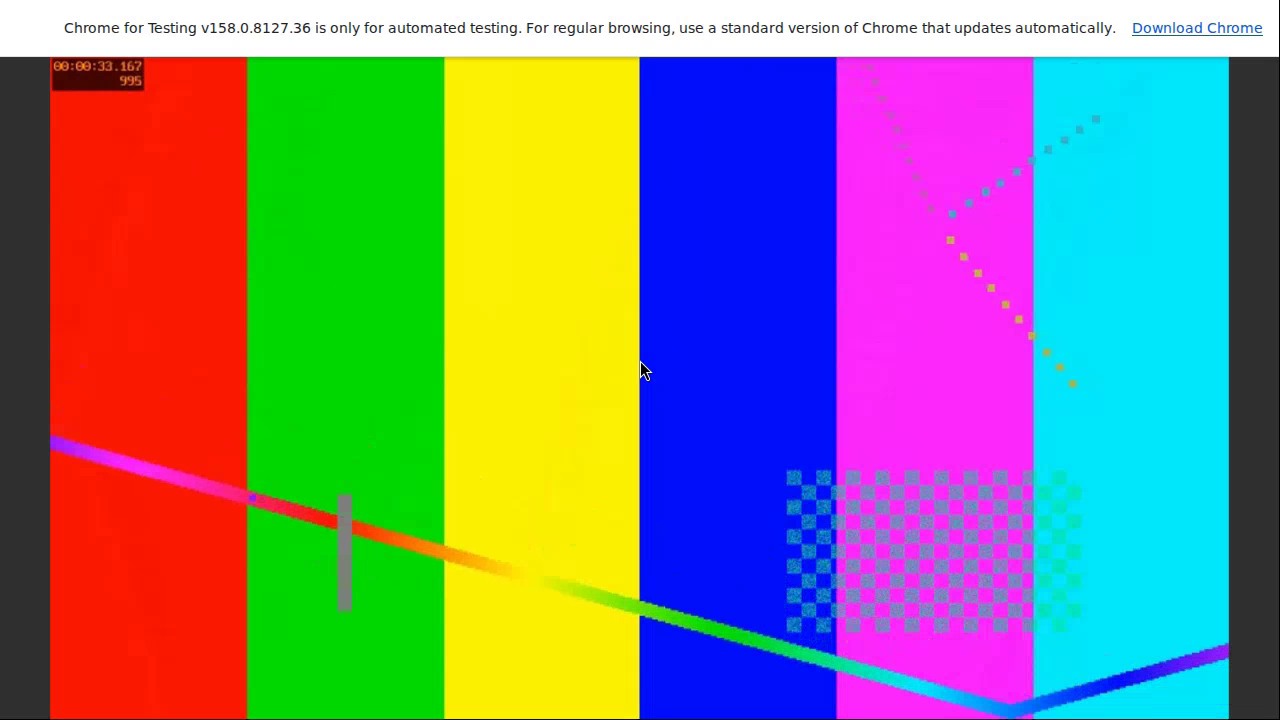 Chrome for Testing v158.0.8127.36 is only for automated testing. For regular browsing, use a standard version of Chrome that updates automatically. Download Chrome
00:00:33.167
995